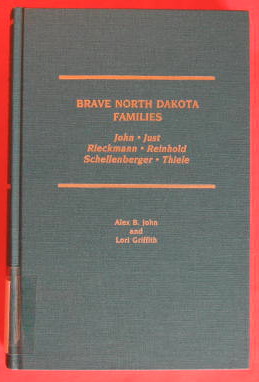 BRAVE NORTH DAKOTA
FAMILIES
John • Just
Rieckmann • Reinhold
Schellenberger • Thiele
Alex B. John
and
Lori Griffith